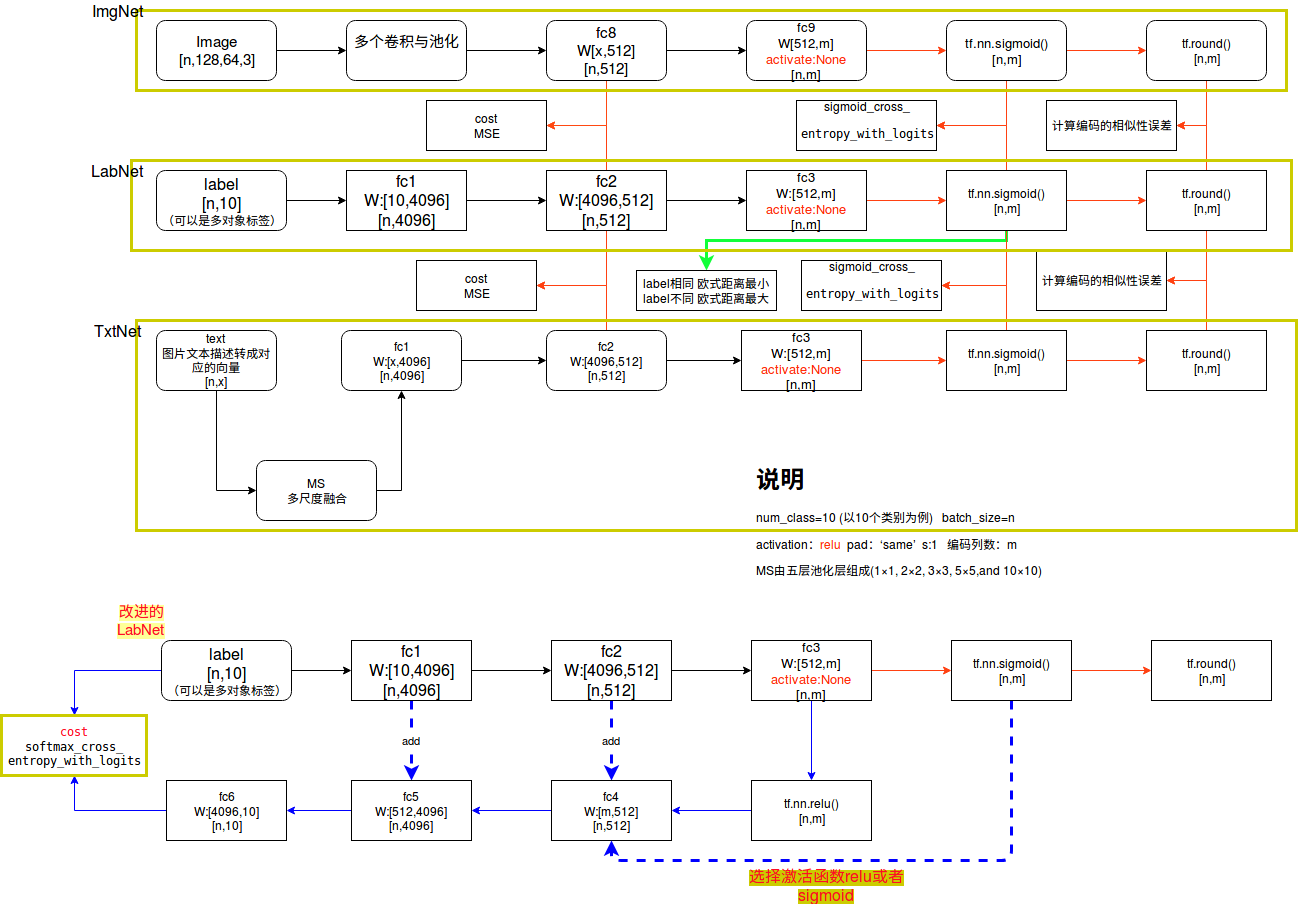 ImgNet
Image
[n,128,64,3]
多个卷积与池化
fc8
W[x,512]
[n,512]
fc9
W[512,m]
activate:None
[n,m]
tf.nn.sigmoid()
[n,m]
tf.round()
[n,m]
cost
MSE
sigmoid_cross_
entropy_with_logits
计算编码的相似性误差
LabNet
label
[n,10]
（可以是多对象标签）
fc1
W:[10,4096]
[n,4096]
fc2
W:[4096,512]
[n,512]
fc3
W:[512,m]
activate:None
[n,m]
tf.nn.sigmoid()
[n,m]
tf.round()
[n,m]
cost
MSE
label相同 欧式距离最小
label不同 欧式距离最大
sigmoid_cross_
entropy_with_logits
计算编码的相似性误差
TxtNet
text
图片文本描述转成对
应的向量
[n,x]
fc1
W:[x,4096]
[n,4096]
fc2
W:[4096,512]
[n,512]
fc3
W:[512,m]
activate:None
[n,m]
tf.nn.sigmoid()
[n,m]
tf.round()
[n,m]
MS
多尺度融合
说明
num_class=10 (以10个类别为例) batch_size=n
activation：relu pad：‘same’ s:1 编码列数：m
MS由五层池化层组成(1×1, 2×2, 3×3, 5×5,and 10×10)
改进的
LabNet
label
[n,10]
（可以是多对象标签）
fc1
W:[10,4096]
[n,4096]
fc2
W:[4096,512]
[n,512]
fc3
W:[512,m]
activate:None
[n,m]
tf.nn.sigmoid()
[n,m]
tf.round()
[n,m]
cost
softmax_cross_
entropy_with_logits
add
add
fc6
W:[4096,10]
[n,10]
fc5
W:[512,4096]
[n,4096]
fc4
W:[m,512]
[n,512]
tf.nn.relu()
[n,m]
选择激活函数relu或者
sigmoid